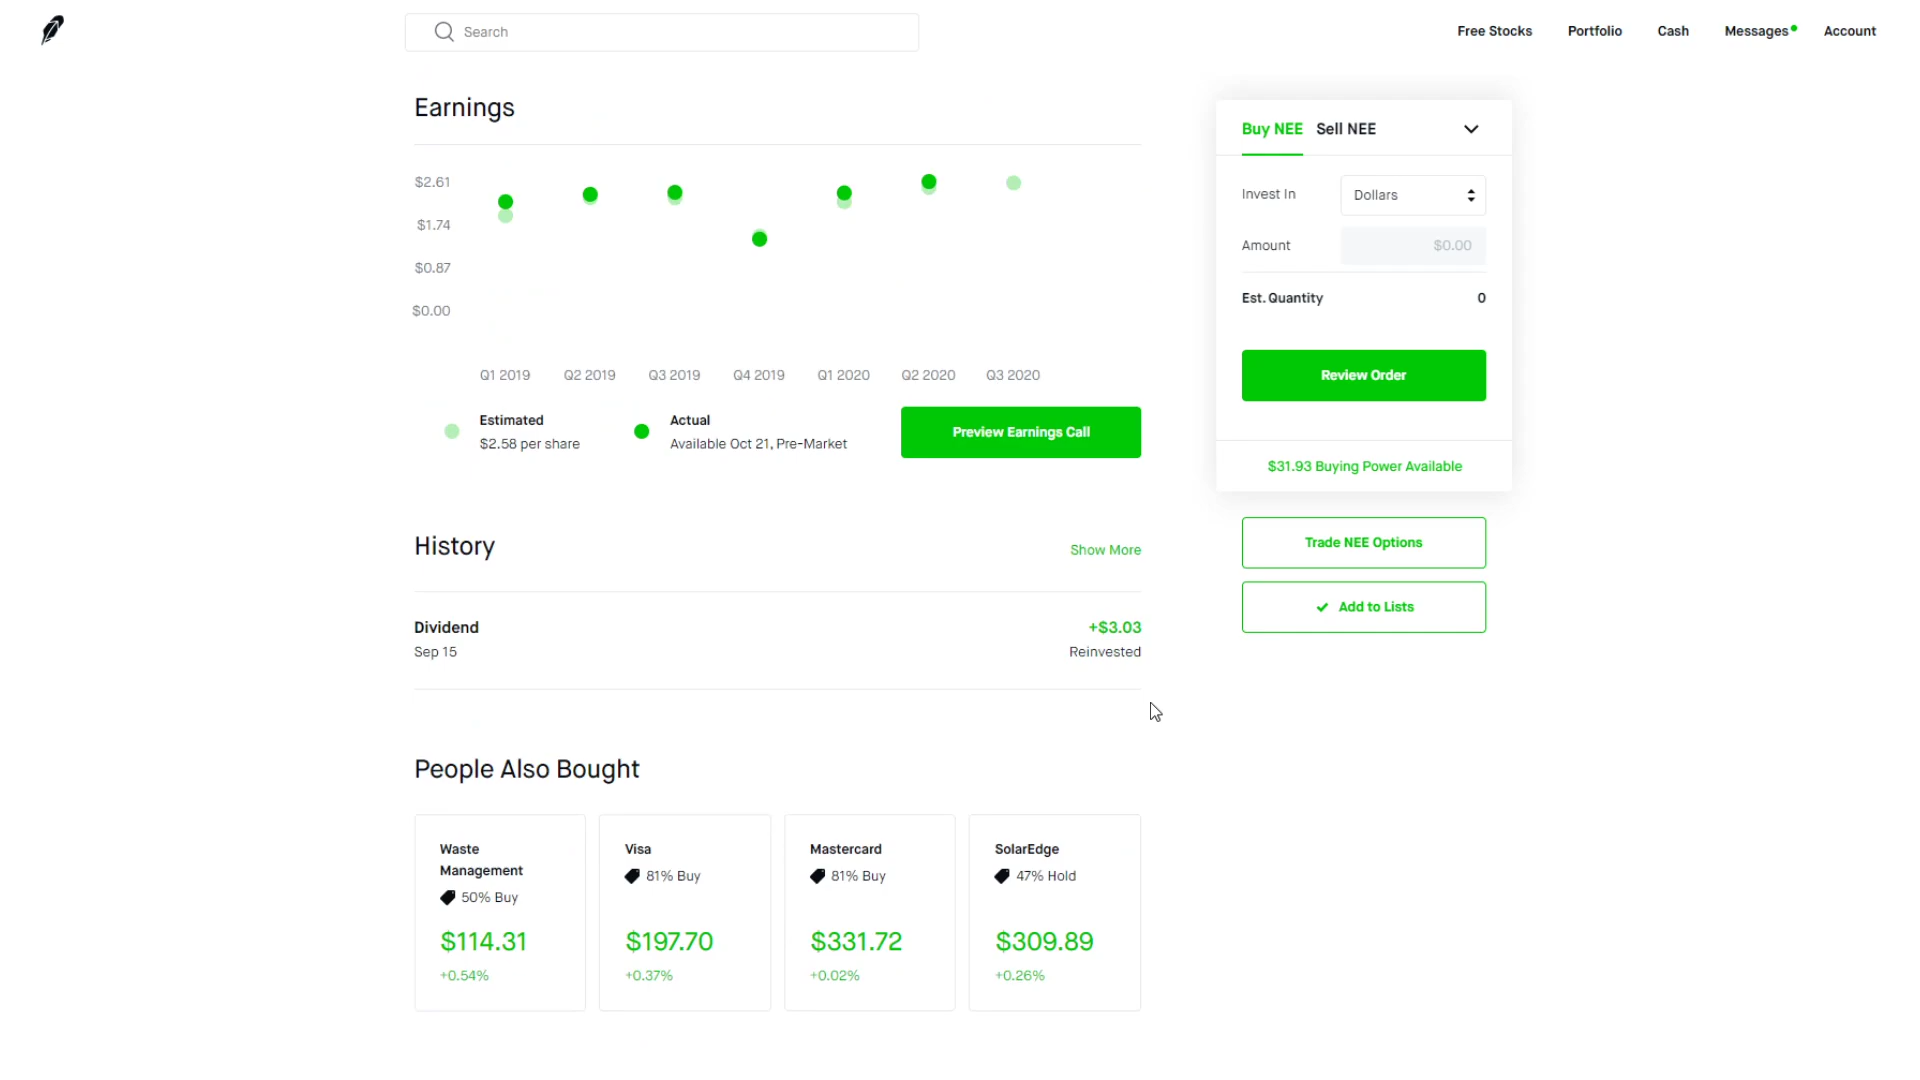 Search
Free Stocks
Portfolio
Cash
Messages
Account
Earnings
$2.61
$1.74
$0.87
$0.00
Q1 2019
Q2 2019
Q3 2019
Q4 2019
Q1 2020
Q2 2020
Q3 2020
Estimated
$2.58 per share
Actual
Available Oct 21, Pre-Market
Preview Earnings Call
History
Show More
Dividend
+$3.03
Sep 15
Reinvested
People Also Bought
Waste
Management
50% Buy
$114.31
+0.54%
Visa
81% Buy
$197.70
+0.37%
Mastercard
81% Buy
$331.72
+0.02%
SolarEdge
47% Hold
$309.89
+0.26%
Buy NEE
Sell NEE
Invest In
Dollars
Amount
$0.00
Est. Quantity
0
Review Order
$31.93 Buying Power Available
Trade NEE Options
Add to Lists